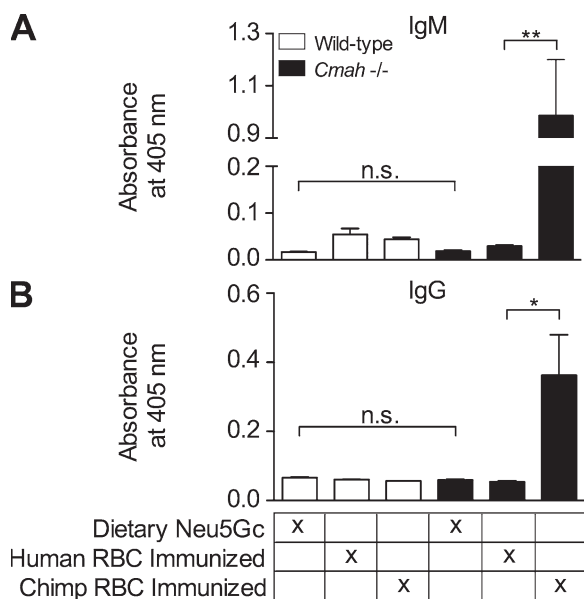 A
IgM
1.3
Wild-type
Cmah -/-
**
1.1
0.9
Absorbance
at 405 nm
0.2
n.s.
0.1
0.0
B
IgG
0.6
*
0.4
Absorbance
at 405 nm
n.s.
0.2
0.0
Dietary Neu5Gc x x
Human RBC Immunized x x
Chimp RBC Immunized x x